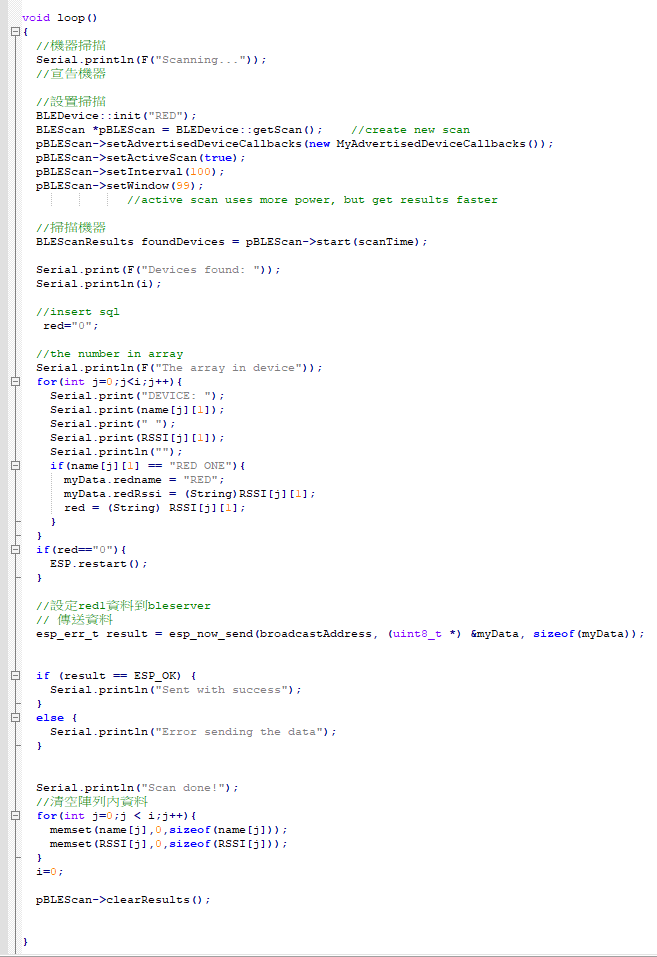 void loop()
{
//機器掃描
Serial.println(F("Scanning..."));
//宣告機器
//設置掃描
BLEDevice::init("RED");
BLEScan *pBLEScan = BLEDevice::getScan();    //create new scan
pBLEScan->setAdvertisedDeviceCallbacks(new MyAdvertisedDeviceCallbacks());
pBLEScan->setActiveScan(true);
pBLEScan->setInterval(100);
pBLEScan->setWindow(99);
//active scan uses more power, but get results faster
//掃描機器
BLEScanResults foundDevices = pBLEScan->start(scanTime);
Serial.print(F("Devices found: "));
Serial.println(i);
//insert sql
red="0";
//the number in array
Serial.println(F("The array in device"));
for(int j=0;j<i;j++){
Serial.print("DEVICE: ");
Serial.print(name[j][1]);
Serial.print(" ");
Serial.print(RSSI[j][1]);
Serial.println("");
if(name[j][1] == "RED ONE"){
myData.redname = "RED";
myData.redRssi = (String)RSSI[j][1];
red = (String) RSSI[j][1];
}
}
if(red=="0"){
ESP.restart();
}
//設定red1資料到bleserver
// 傳送資料
esp_err_t result = esp_now_send(broadcastAddress, (uint8_t *) &myData, sizeof(myData));
if (result == ESP_OK) {
Serial.println("Sent with success");
}
else {
Serial.println("Error sending the data");
}
Serial.println("Scan done!");
//清空陣列內資料
for(int j=0;j < i;j++){
memset(name[j],0,sizeof(name[j]));
memset(RSSI[j],0,sizeof(RSSI[j]));
}
i=0;
pBLEScan->clearResults();
}